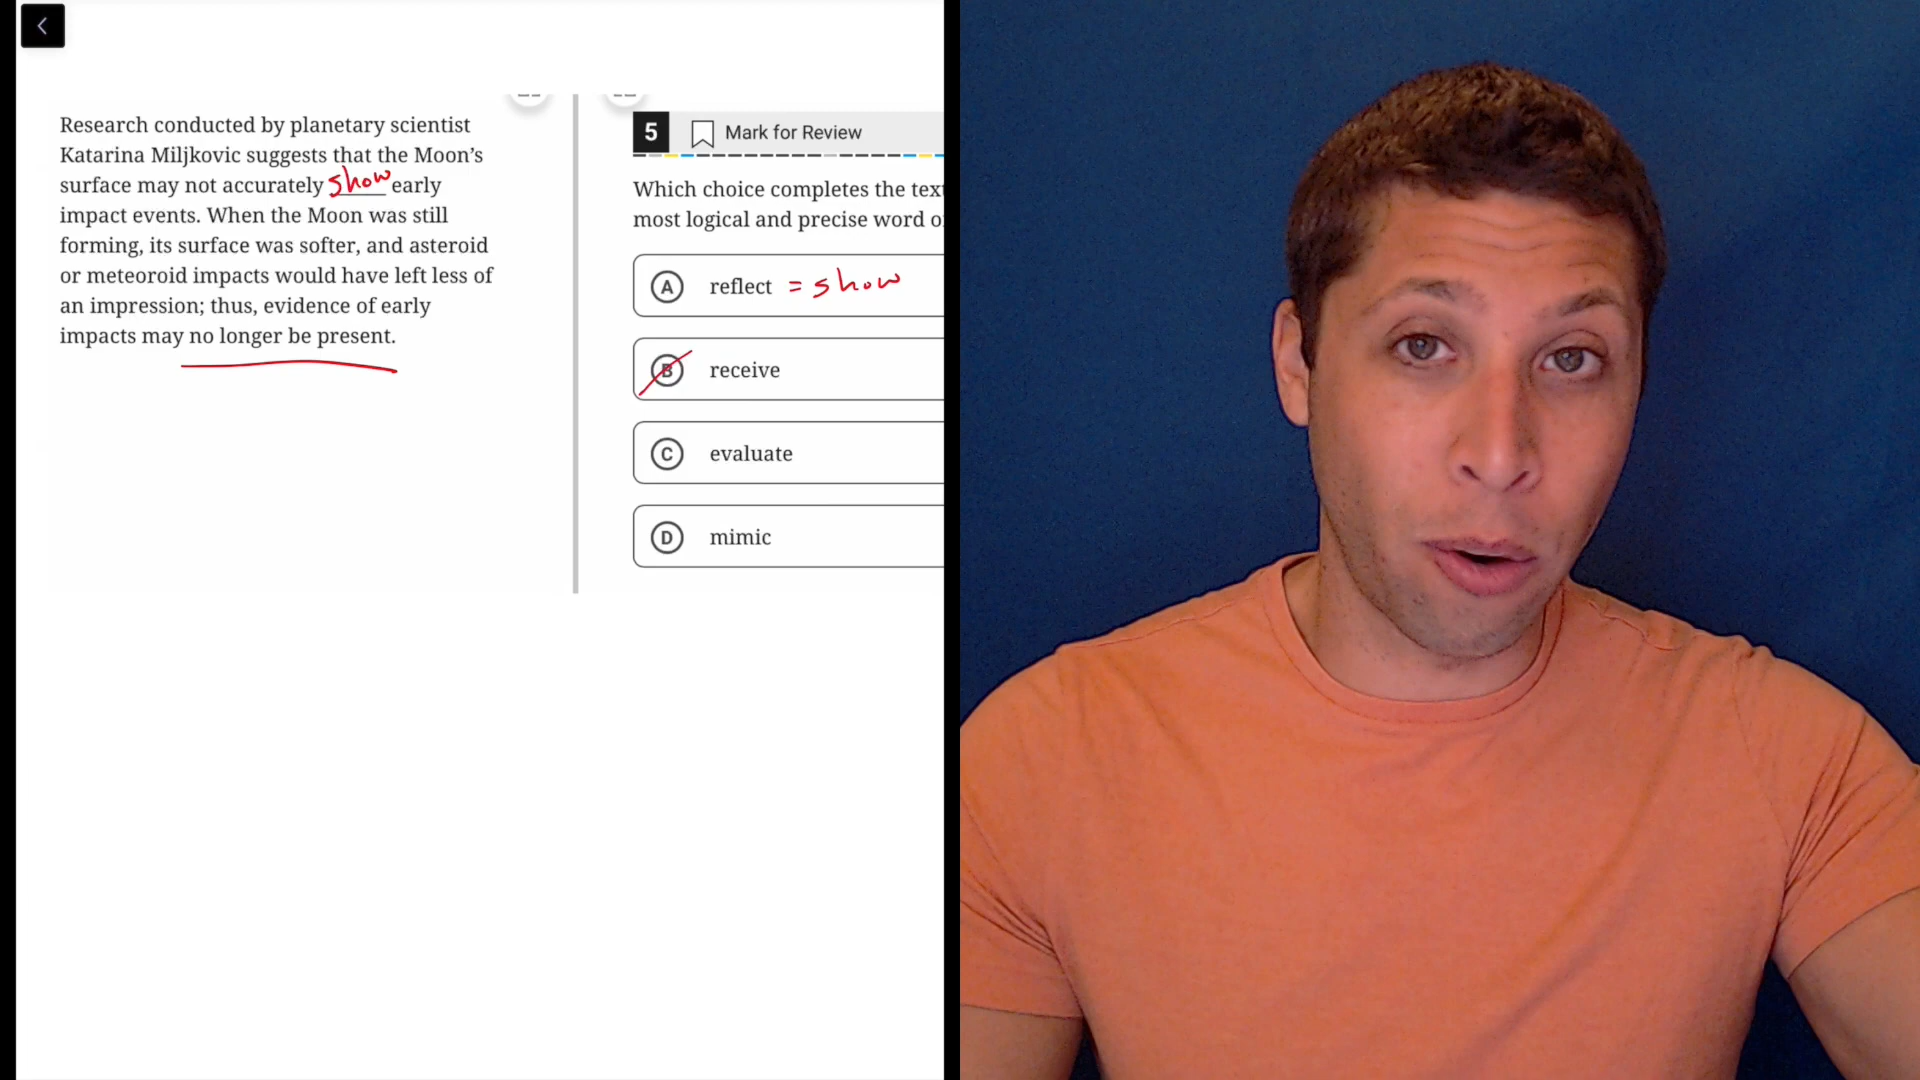 Research conducted by planetary scientist
Katarina Miljkovic suggests that the Moon's
surface may not accurately show early
impact events. When the Moon was still
forming, its surface was softer, and asteroid
or meteoroid impacts would have left less of
an impression; thus, evidence of early
impacts may no longer be present.
5 Mark for Review
Which choice completes the tex
most logical and precise word o
A reflect = show
B receive
C evaluate
D mimic